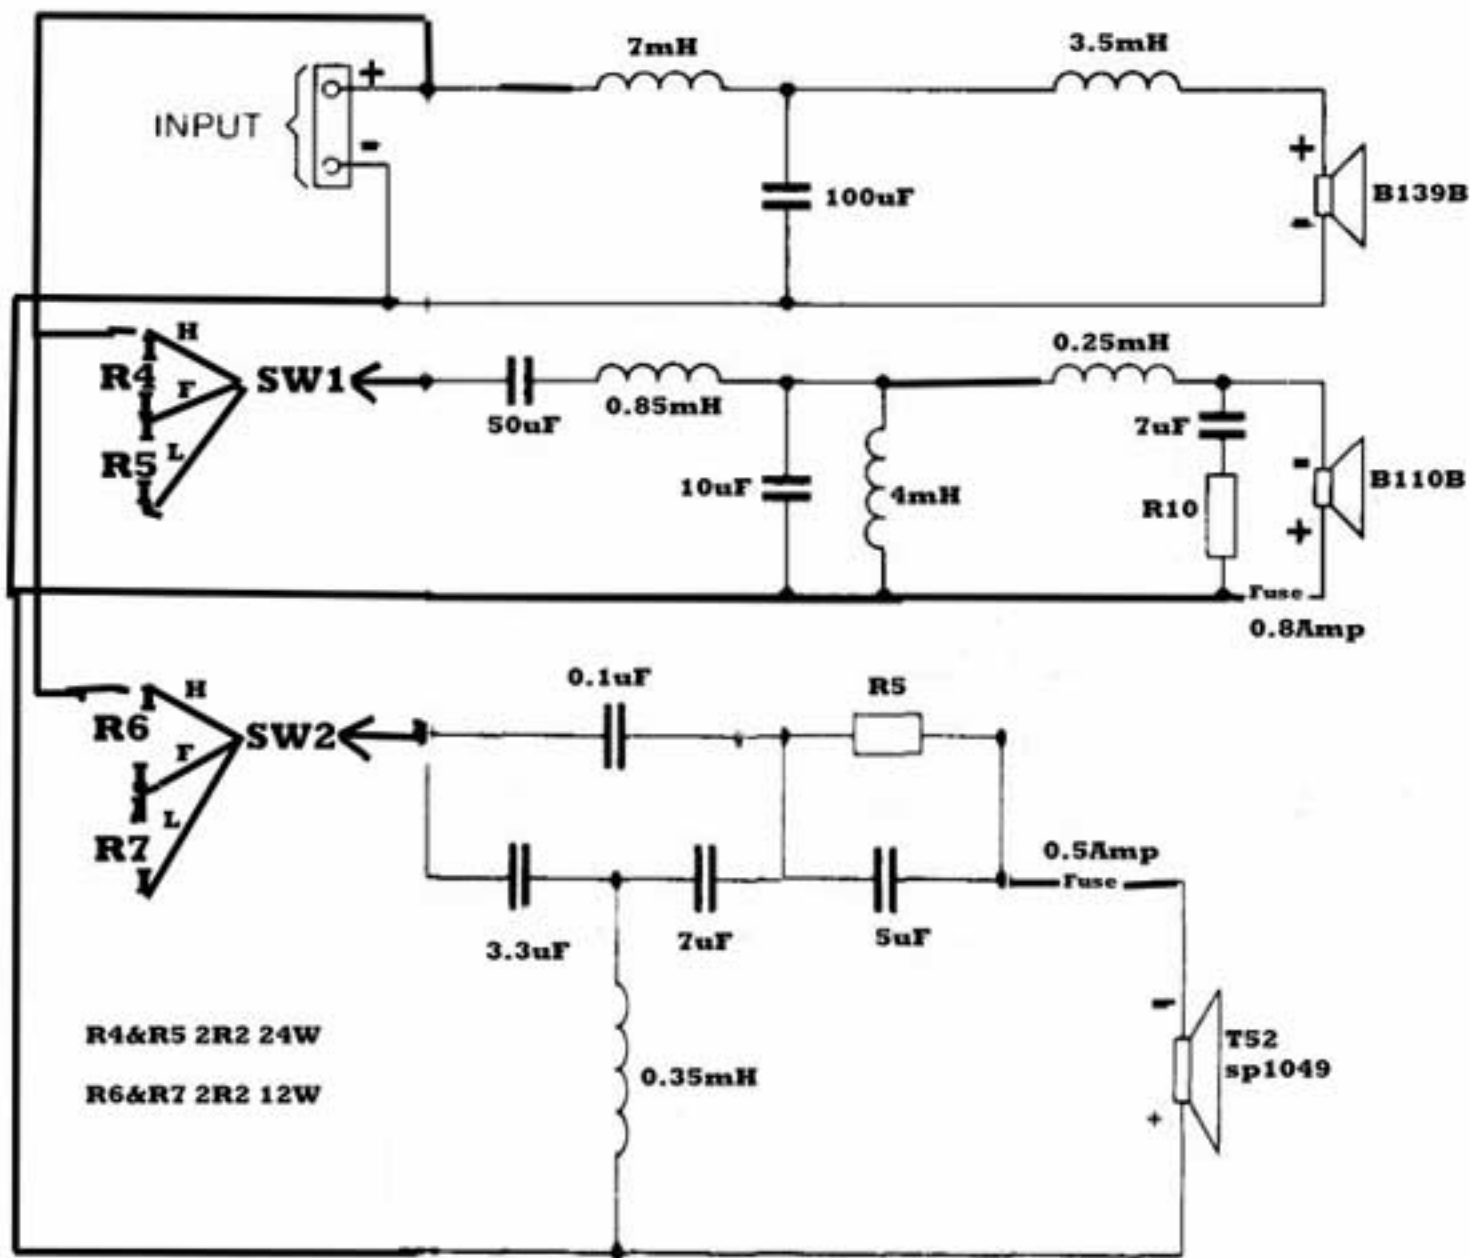 7mH
3.5mH
+
INPUT
-
+
100uF
B139B
-
H
R4
F
SW1
0.25mH
50uF
0.85mH
7uF
R5
L
10uF
4mH
-
B110B
R10
+
Fuse
0.8Amp
0.1uF
R5
H
R6
SW2
F
L
R7
0.5Amp
Fuse
3.3uF
7uF
5uF
-
R4&R5 2R2 24W
T52
sp1049
0.35mH
R6&R7 2R2 12W
+